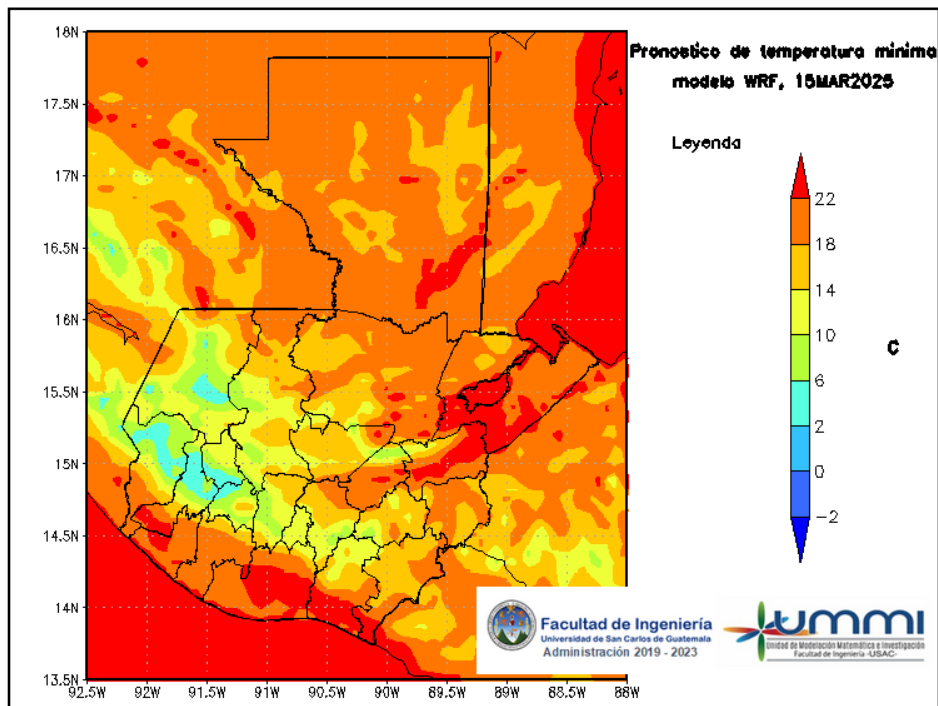 Pronostico de temperatura minima
modelo WRF, 15MAR2025
Leyenda
22
18
14
10
6
2
0
−2
C
18N
17.5N
17N
16.5N
16N
15.5N
15N
14.5N
14N
13.5N
92.5W
92W
91.5W
91W
90.5W
90W
89.5W
89W
88.5W
88W
Facultad de Ingeniería
Universidad de San Carlos de Guatemala
Administración 2019 - 2023
UMMI
Unidad de Modelación Matemática e Investigación
Facultad de Ingeniería -USAC-